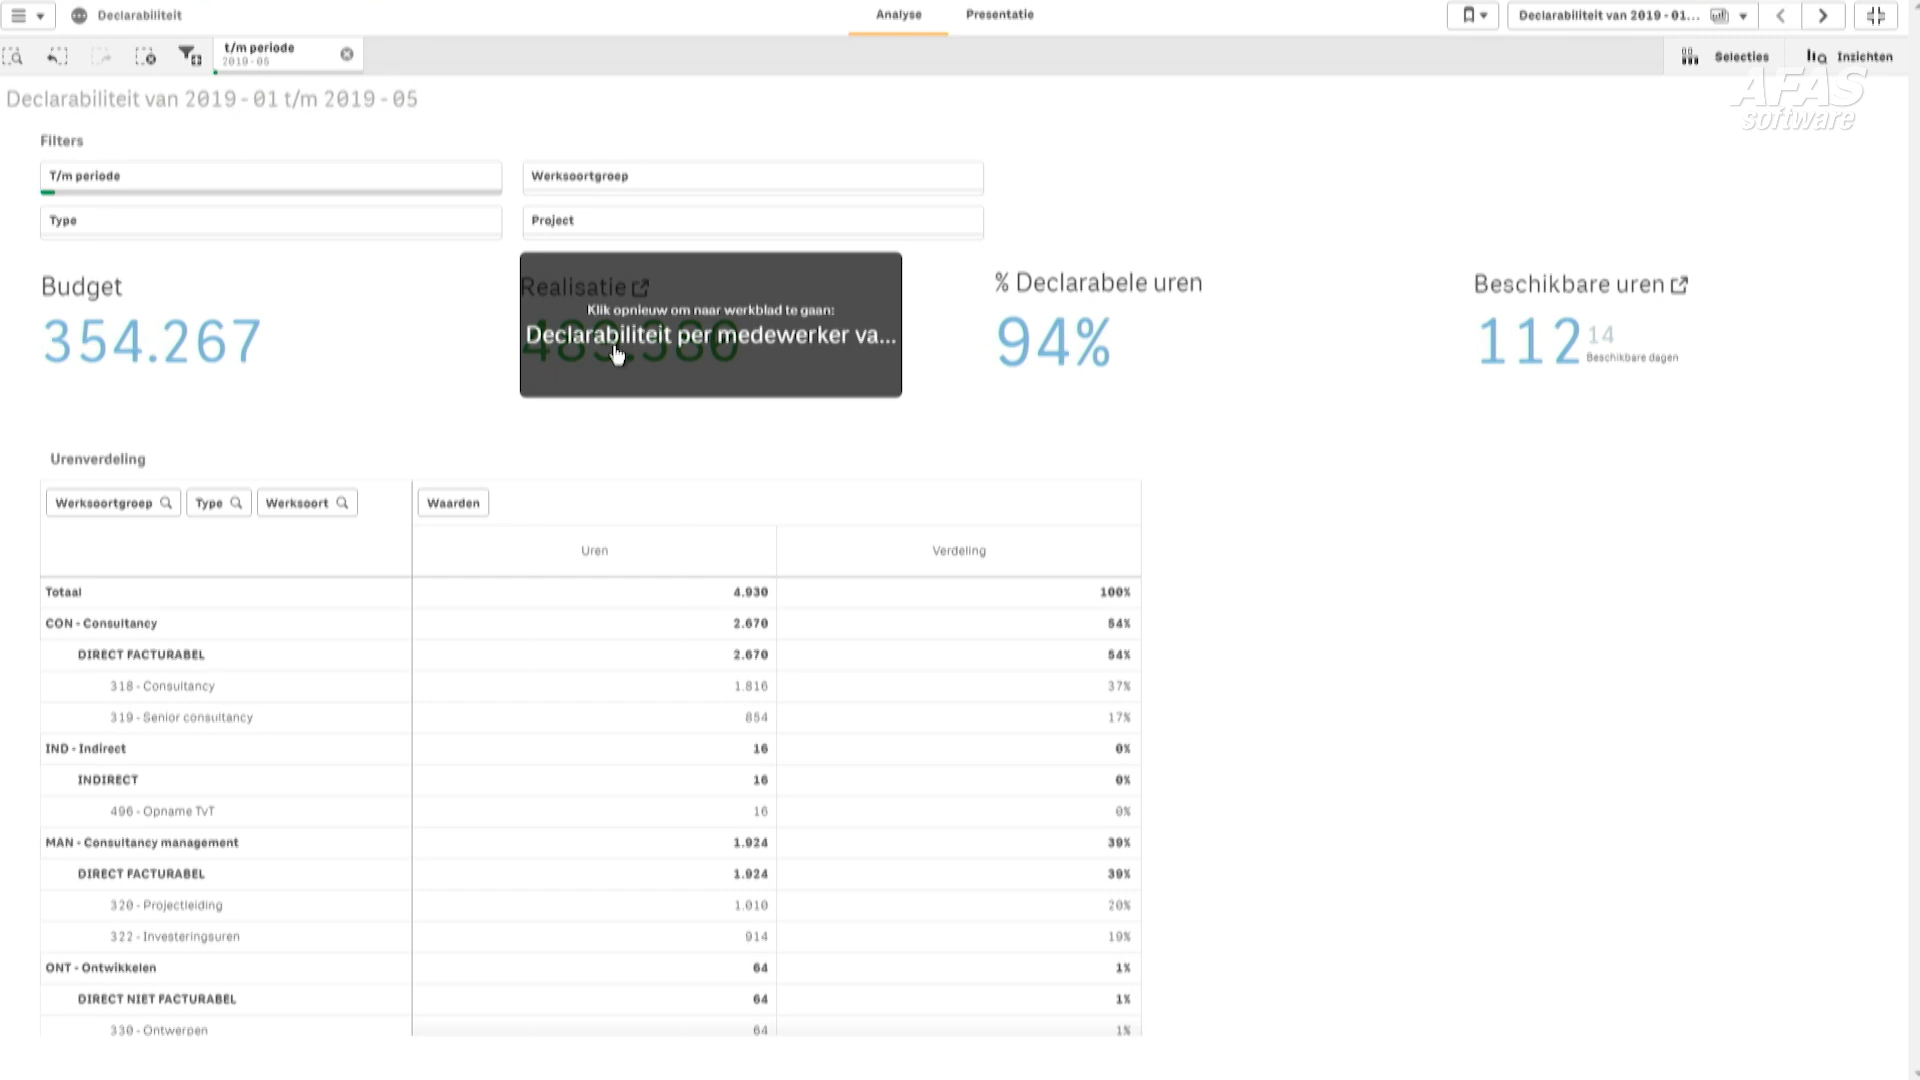 Declarabiliteit
Analyse
Presentatie
Declarabiliteit van 2019-01...
t/m periode
2019-05
Selecties
Inzichten
Declarabiliteit van 2019-01 t/m 2019-05
AFAS
software
Filters
T/m periode
Werksoortgroep
Type
Project
Budget
354.267
Realisatie
Klik opnieuw om naar werkblad te gaan:
Declarabiliteit per medewerker va...
% Declarabele uren
94%
Beschikbare uren
112
14
Beschikbare dagen
Urenverdeling
Werksoortgroep Type Werksoort Waarden
Uren Verdeling
Totaal 4.930 100%
CON - Consultancy 2.670 54%
DIRECT FACTURABEL 2.670 54%
318 - Consultancy 1.816 37%
319 - Senior consultancy 854 17%
IND - Indirect 16 0%
INDIRECT 16 0%
496 - Opname TvT 16 0%
MAN - Consultancy management 1.924 39%
DIRECT FACTURABEL 1.924 39%
320 - Projectleiding 1.010 20%
322 - Investeringsuren 914 19%
ONT - Ontwikkelen 64 1%
DIRECT NIET FACTURABEL 64 1%
330 - Ontwerpen 64 1%